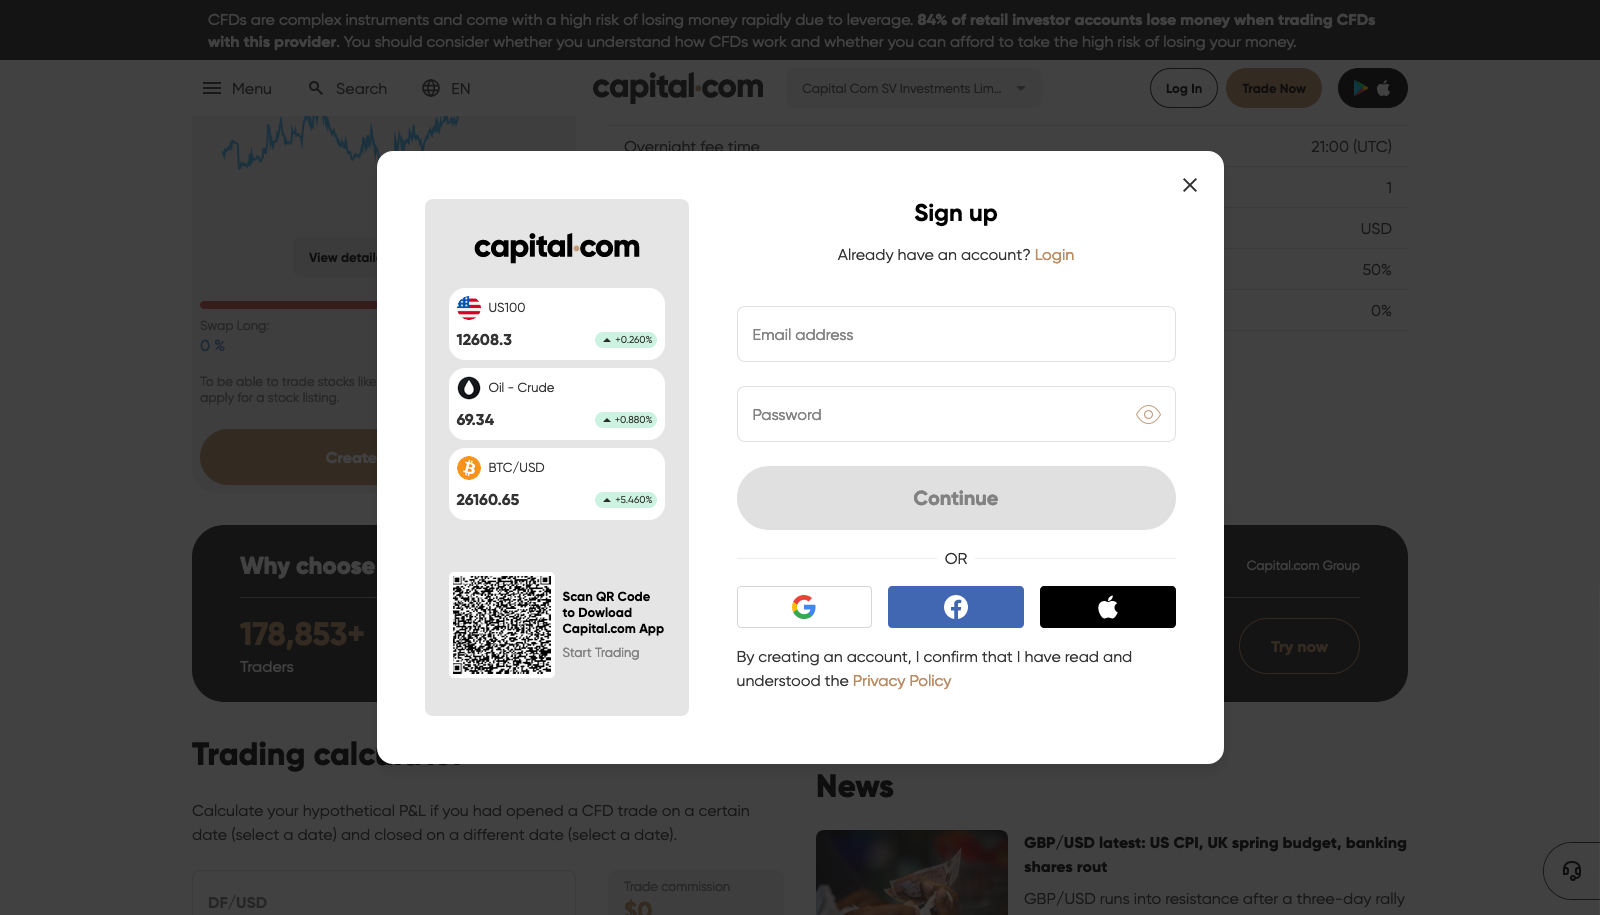 CFDs are complex instruments and come with a high risk of losing money rapidly due to leverage. 84% of retail investor accounts lose money when trading CFDs
with this provider. You should consider whether you understand how CFDs work and whether you can afford to take the high risk of losing your money.
Menu
Search
EN
capital.com
Capital Com SV Investments Lim...
Log In
Trade Now
Overnight fee time
21:00 (UTC)
1
USD
50%
0%
View detaile
Swap Long:
0 %
To be able to trade stocks like
apply for a stock listing.
Create
Sign up
Already have an account? Login
Email address
Password
Continue
OR
By creating an account, I confirm that I have read and
understood the Privacy Policy
capital.com
US100
12608.3
+0.260%
Oil - Crude
69.34
+0.880%
BTC/USD
26160.65
+5.460%
Scan QR Code
to Dowload
Capital.com App
Start Trading
Why choose
Capital.com Group
178,853+
Traders
Try now
Trading
Calculate your hypothetical P&L if you had opened a CFD trade on a certain
date (select a date) and closed on a different date (select a date).
DF/USD
Trade commission
$0
News
GBP/USD latest: US CPI, UK spring budget, banking
shares rout
GBP/USD runs into resistance after a three-day rally